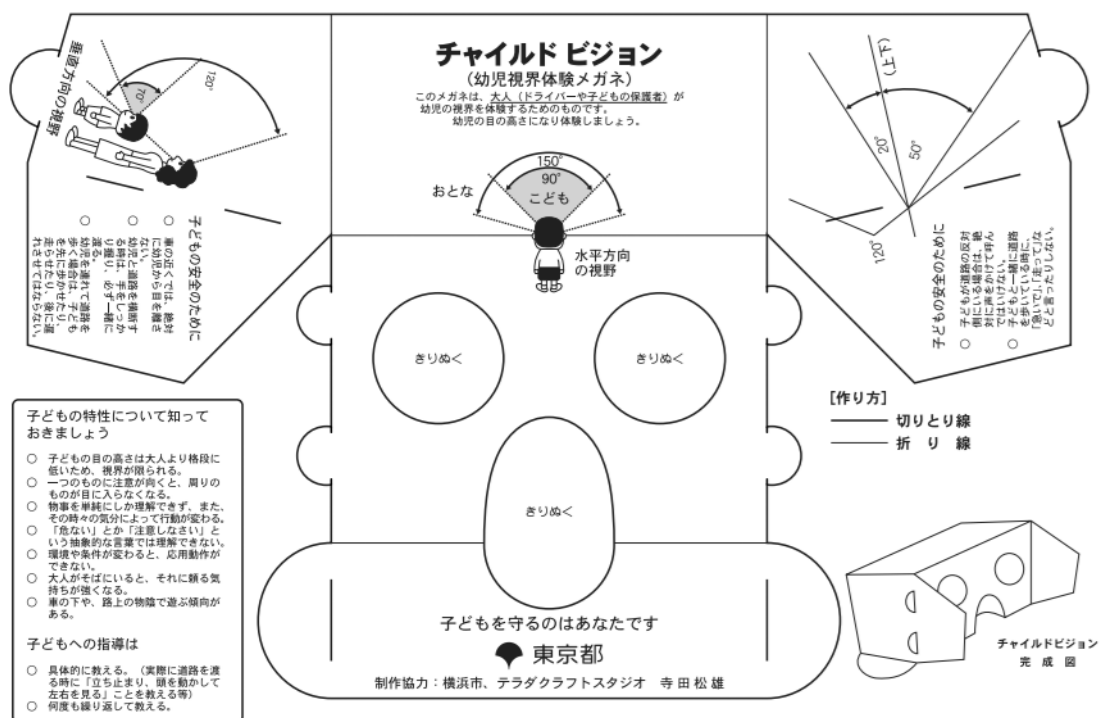 チャイルド ビジョン
(幼児視界体験メガネ)
このメガネは、大人(ドライバーや子どもの保護者)が
幼児の視界を体験するためのものです。
幼児の目の高さになり体験しましょう。
150°
90°
おとな
こども
水平方向
の視野
垂直方向の視野
120°
70°
子どもの安全のために
○ 車の近くでは、絶対
に幼児から目を離さ
ない。
○ 幼児と道路を横断す
る時は、手をしっか
り握り、必ず一緒に
渡る。
○ 幼児を連れて道路を
歩く場合は、子ども
を先に歩かせたり、
走らせたり、後に遅
れさせてはならない。
(上下)
20°
50°
120°
子どもの安全のために
○ 子どもが道路の反対
側にいる場合は、絶
対に声をかけて呼ん
ではいけない。
○ 子どもと一緒に道路
を歩いている時に、
「急いで」、「走って」な
どと言ったりしない。
きりぬく
きりぬく
きりぬく
[作り方]
切りとり線
折り線
子どもの特性について知って
おきましょう
○ 子どもの目の高さは大人より格段に
低いため、視界が限られる。
○ 一つのものに注意が向くと、周りの
ものが目に入らなくなる。
○ 物事を単純にしか理解できず、また、
その時々の気分によって行動が変わる。
○ 「危ない」とか「注意しなさい」と
いう抽象的な言葉では理解できない。
○ 環境や条件が変わると、応用動作が
できない。
○ 大人がそばにいると、それに頼る気
持ちが強くなる。
○ 車の下や、路上の物陰で遊ぶ傾向が
ある。
子どもへの指導は
○ 具体的に教える。(実際に道路を渡
る時に「立ち止まり、頭を動かして
左右を見る」ことを教える等)
○ 何度も繰り返して教える。
子どもを守るのはあなたです
東京都
制作協力:横浜市、テラダクラフトスタジオ 寺田松雄
チャイルドビジョン
完成図